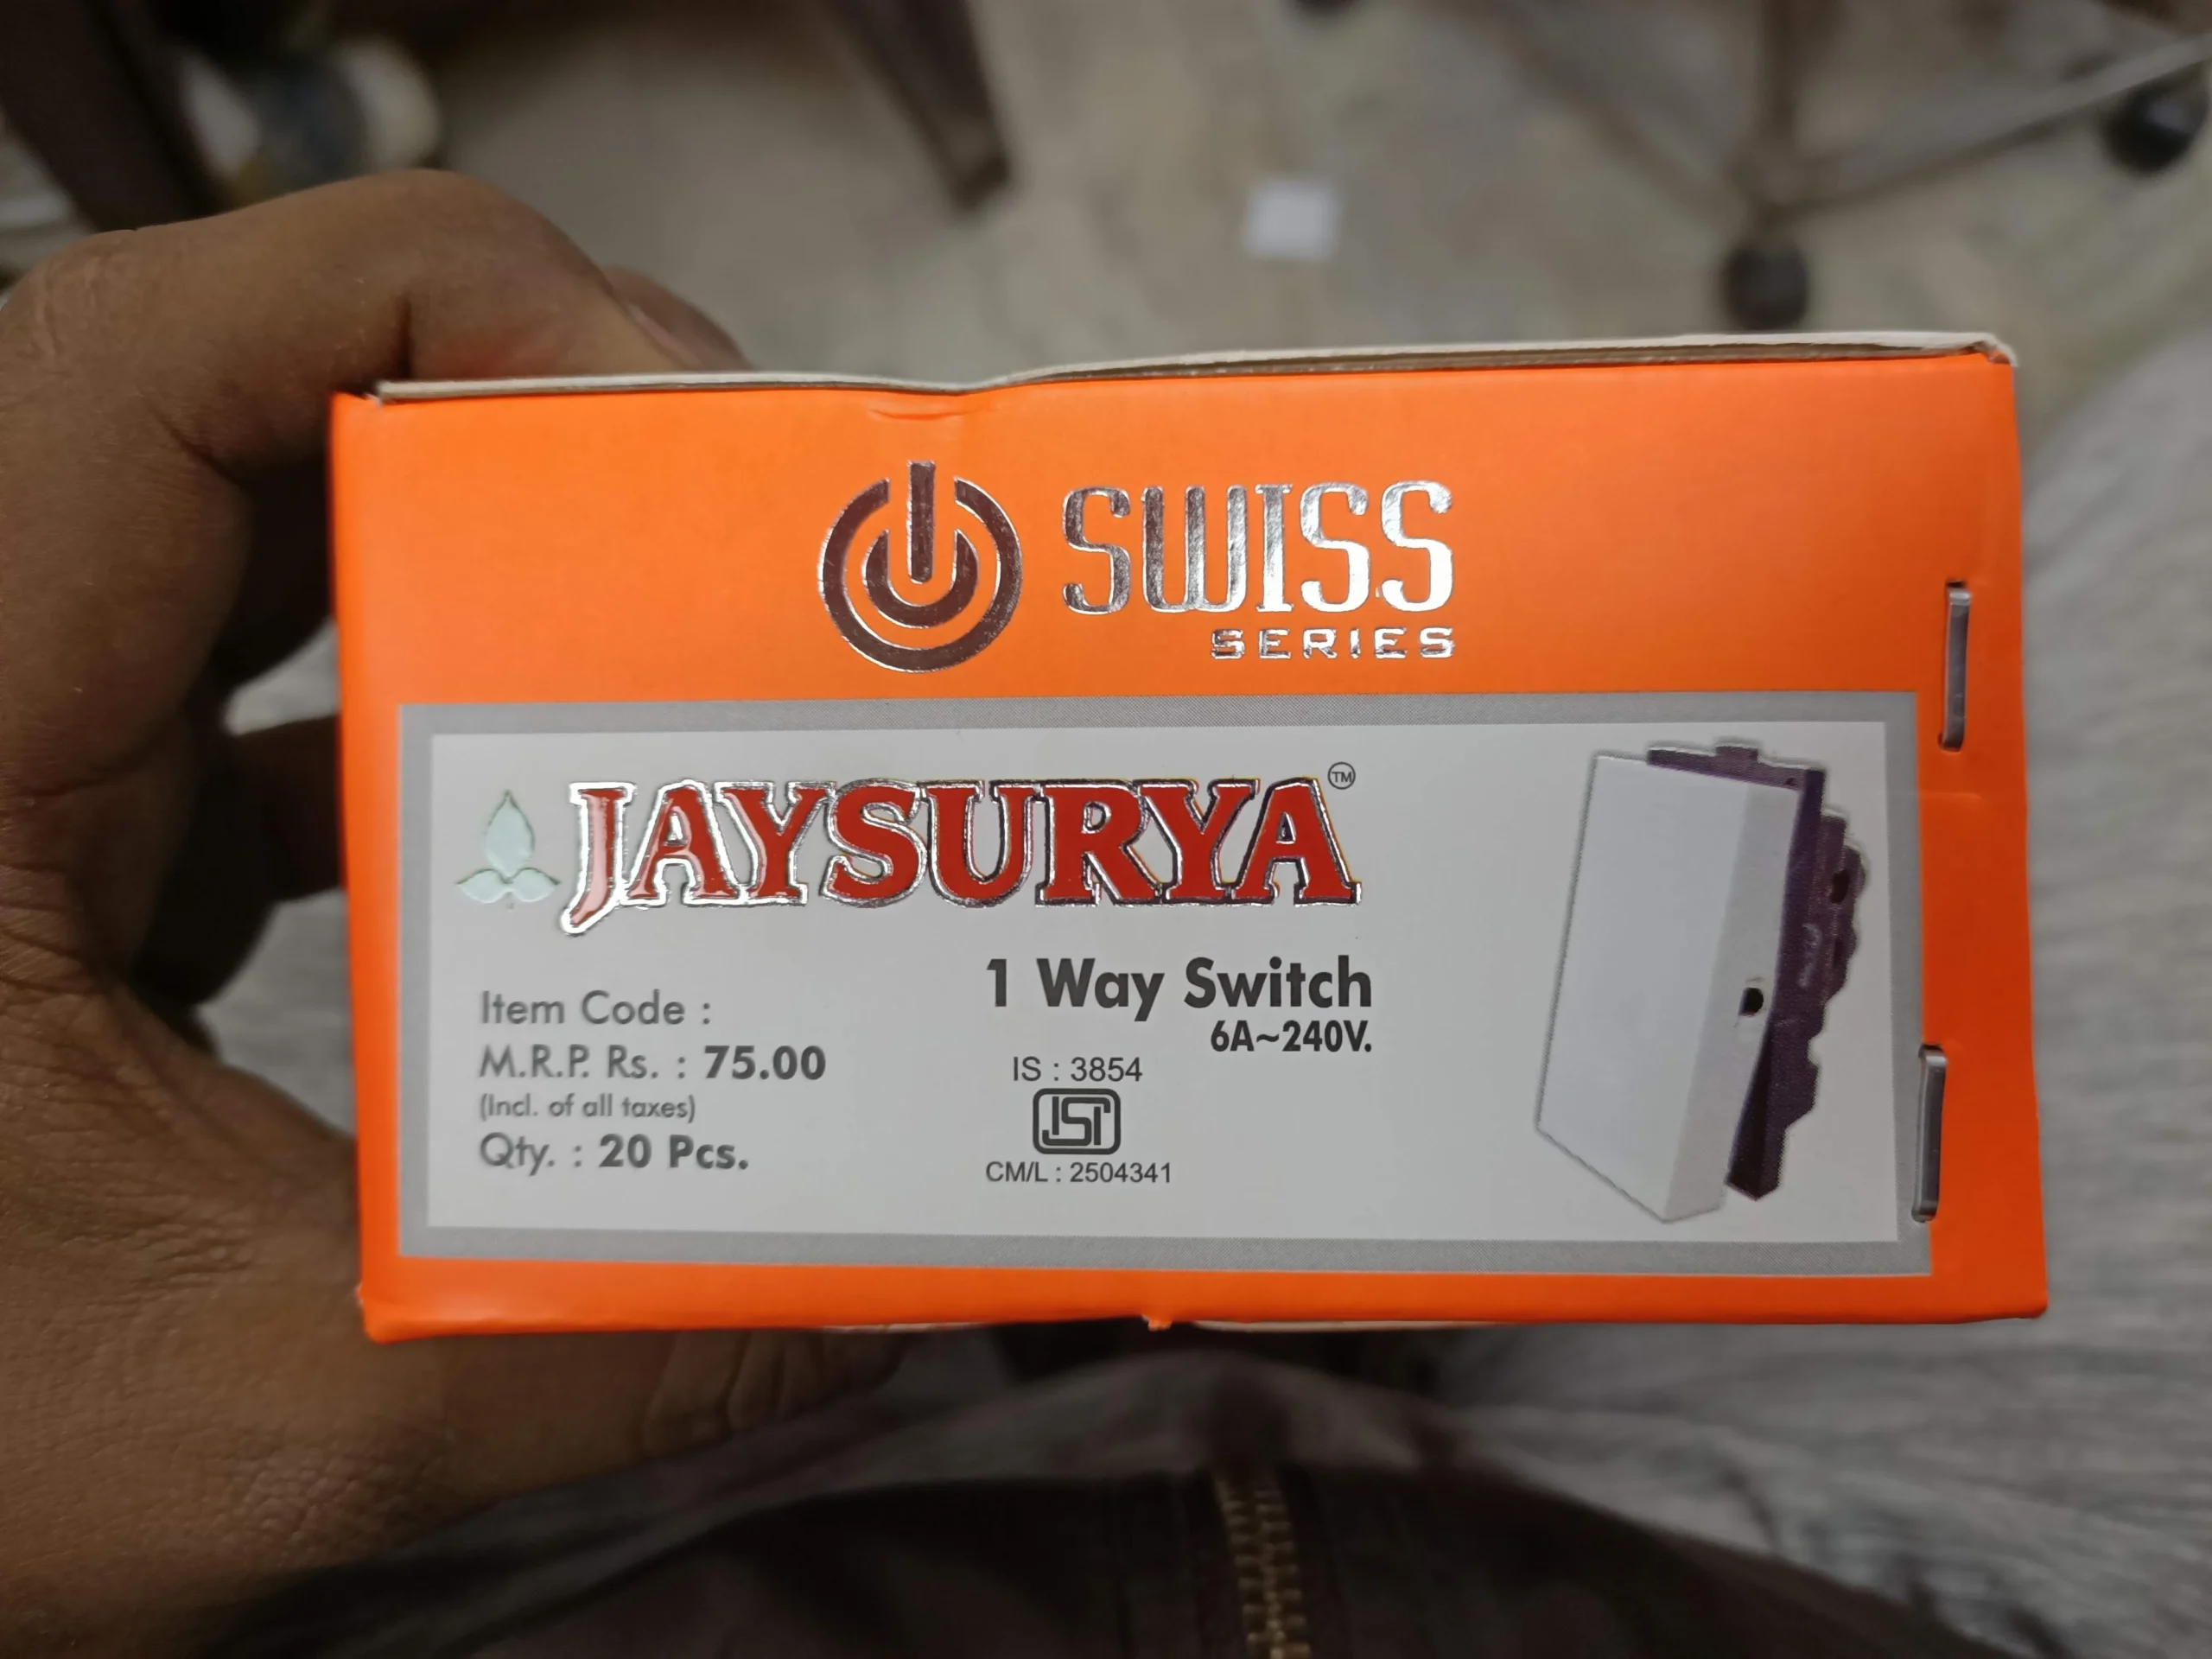 SWISS
SERIES
JAYSURYA™
1 Way Switch
6A~240V.
Item Code :
M.R.P. Rs. : 75.00
(Incl. of all taxes)
Qty. : 20 Pcs.
IS : 3854
ISI
CM/L : 2504341